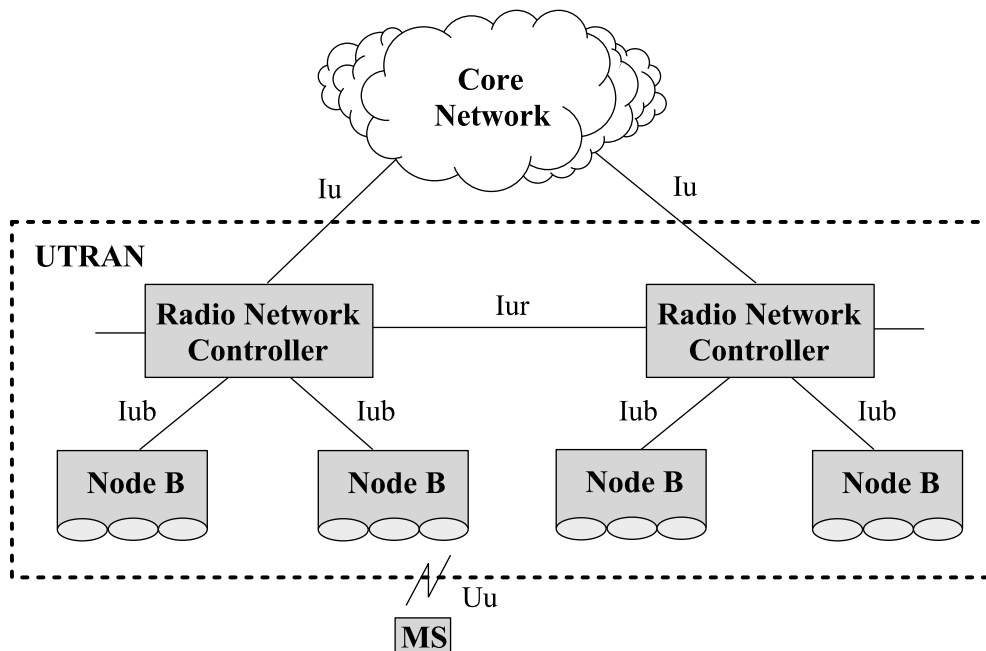 Core
Network
Iu
Iu
UTRAN
Radio Network
Controller
Iur
Radio Network
Controller
Iub
Iub
Iub
Iub
Node B
Node B
Node B
Node B
Uu
MS